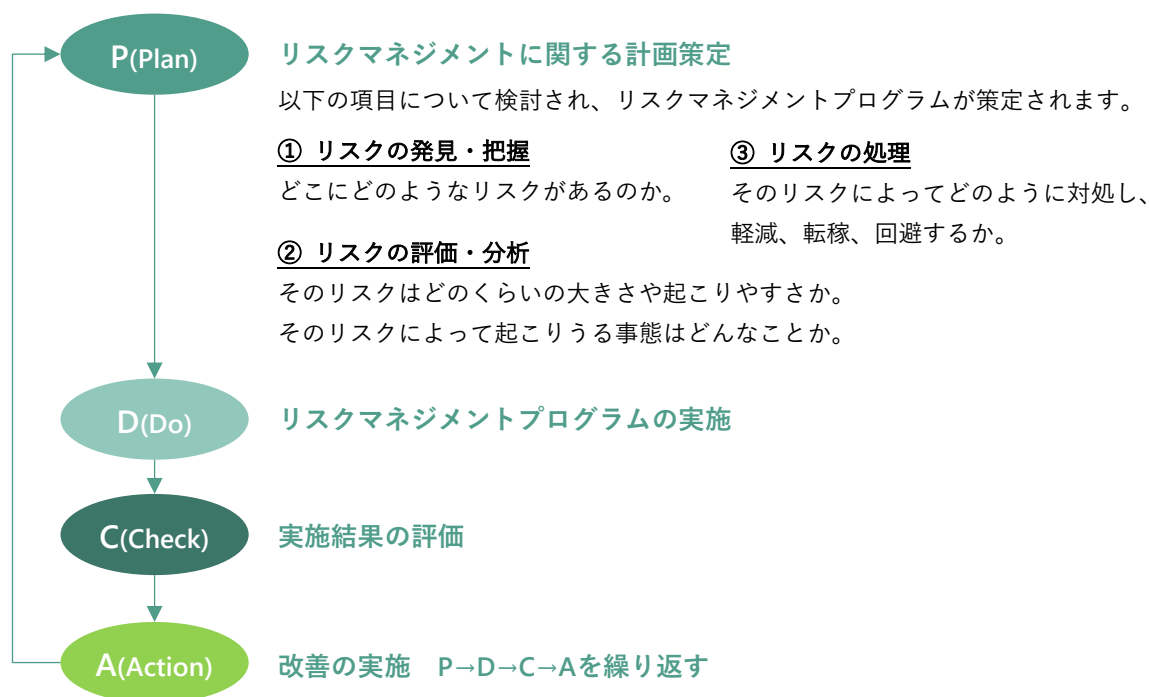 P(Plan)
リスクマネジメントに関する計画策定
以下の項目について検討され、リスクマネジメントプログラムが策定されます。
① リスクの発見・把握
どこにどのようなリスクがあるのか。
② リスクの評価・分析
そのリスクはどのくらいの大きさや起こりやすさか。
そのリスクによって起こりうる事態はどんなことか。
③ リスクの処理
そのリスクによってどのように対処し、
軽減、転稼、回避するか。
D(Do)
リスクマネジメントプログラムの実施
C(Check)
実施結果の評価
A(Action)
改善の実施　P→D→C→Aを繰り返す